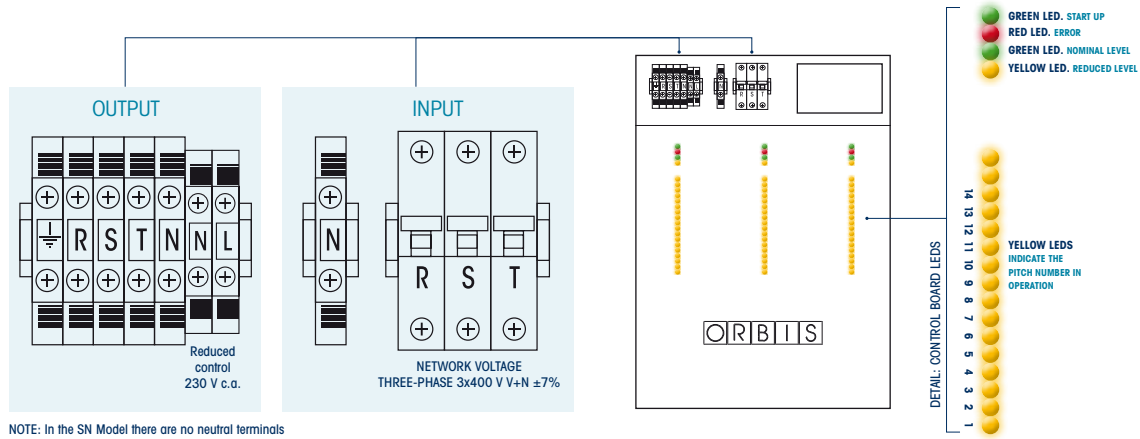 OUTPUT
R S T N N L
Reduced
control
230 V c.a.
INPUT
N
R S T
NETWORK VOLTAGE
THREE-PHASE 3x400 V V+N ±7%
NOTE: In the SN Model there are no neutral terminals
R S T
ORBIS
DETAIL: CONTROL BOARD LEDS
GREEN LED. START UP
RED LED. ERROR
GREEN LED. NOMINAL LEVEL
YELLOW LED. REDUCED LEVEL
14
13
12
11
10
9
8
7
6
5
4
3
2
1
YELLOW LEDS
INDICATE THE
PITCH NUMBER IN
OPERATION